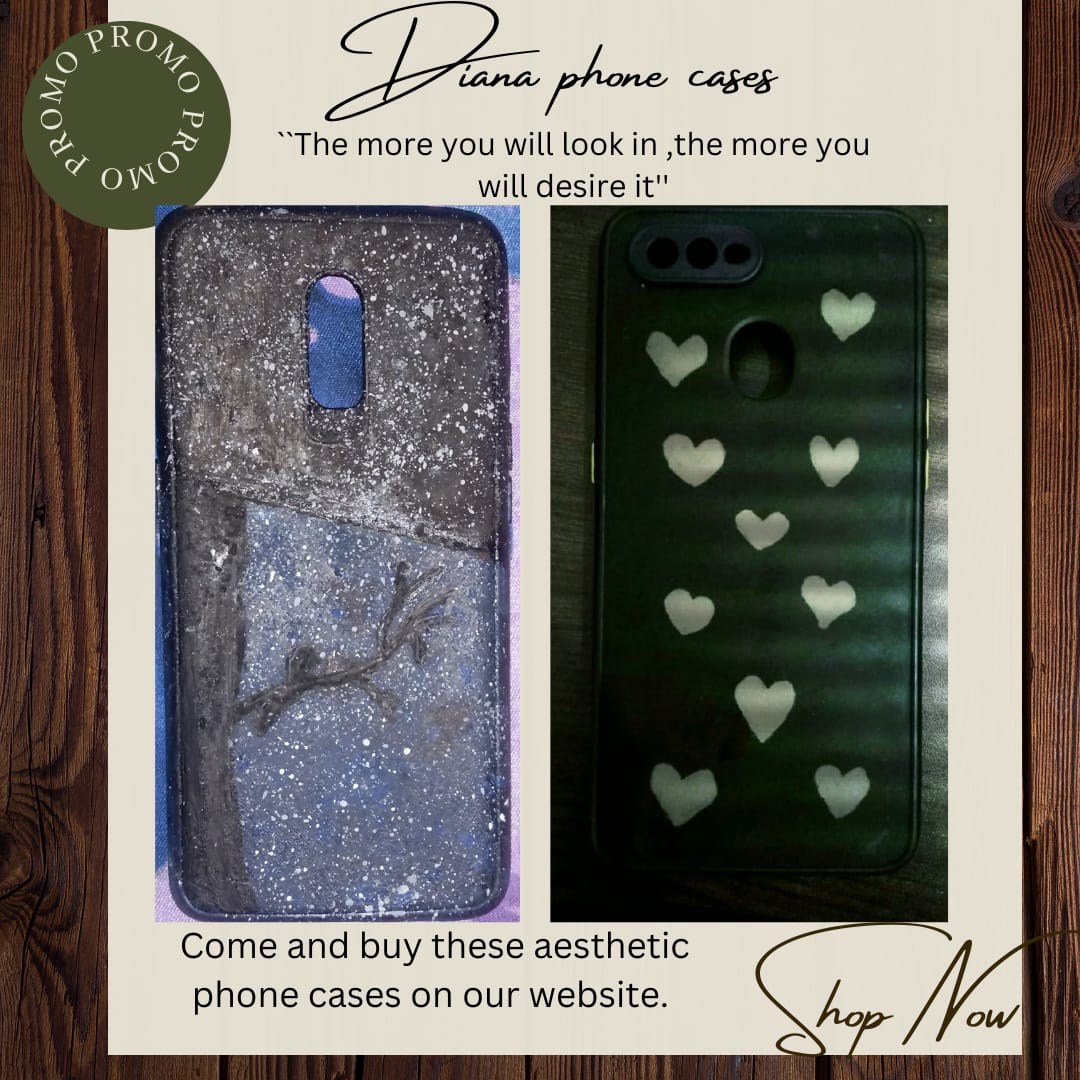 PROMO PROMO PROMO PROMO
Diana phone cases
``The more you will look in ,the more you
will desire it''
Come and buy these aesthetic
phone cases on our website.
Shop Now